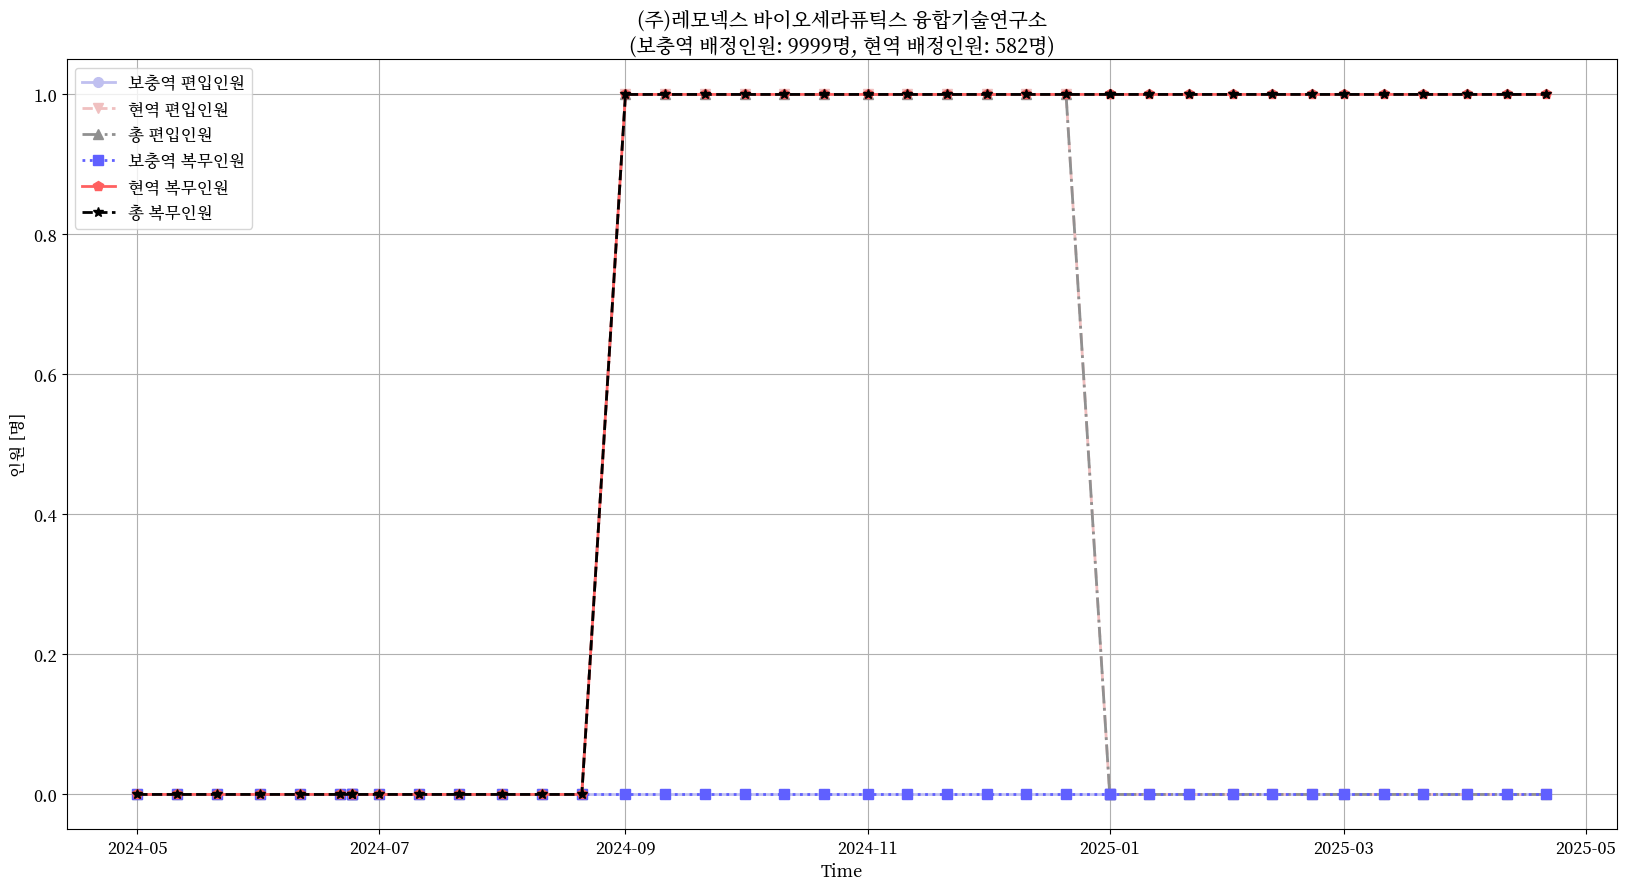 (주)레모넥스 바이오세라퓨틱스 융합기술연구소
(보충역 배정인원: 9999명, 현역 배정인원: 582명)
보충역 편입인원
현역 편입인원
총 편입인원
보충역 복무인원
현역 복무인원
총 복무인원
인원 [명]
1.0
0.8
0.6
0.4
0.2
0.0
2024-05
2024-07
2024-09
2024-11
2025-01
2025-03
2025-05
Time